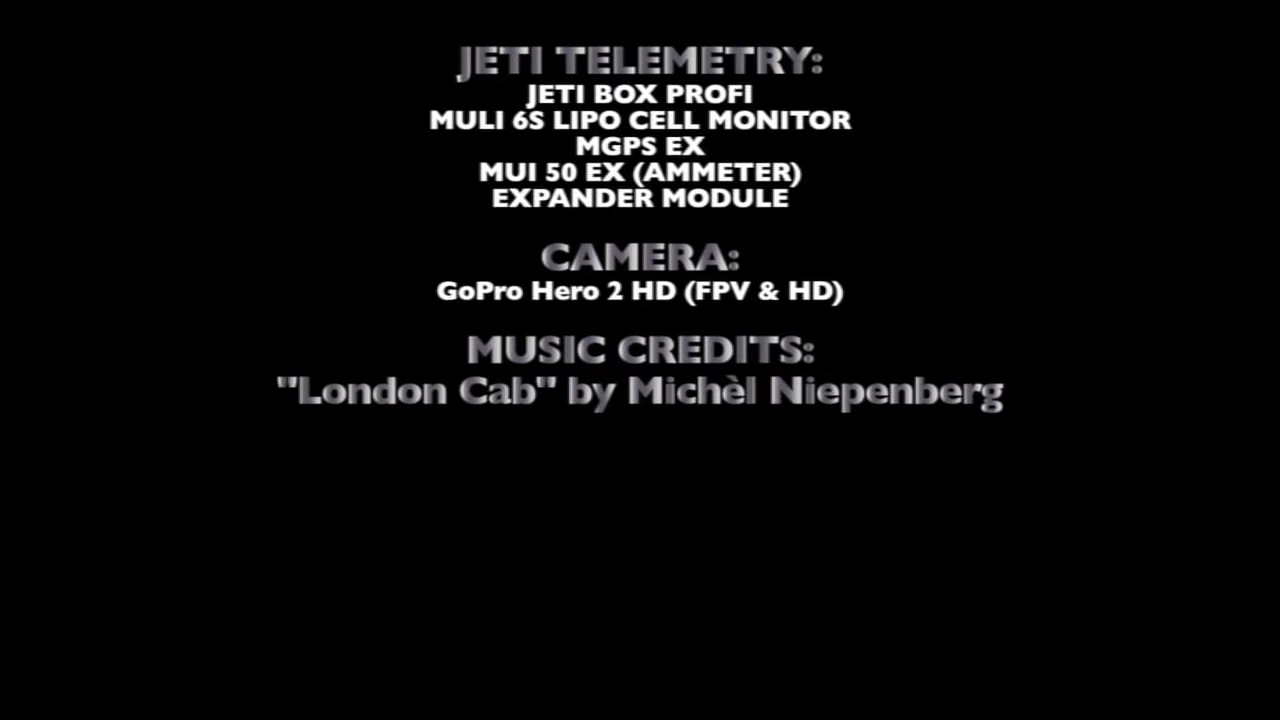 JETI TELEMETRY:
JETI BOX PROFI
MULI 6S LIPO CELL MONITOR
MGPS EX
MUI 50 EX (AMMETER)
EXPANDER MODULE
CAMERA:
GoPro Hero 2 HD (FPV & HD)
MUSIC CREDITS:
"London Cab" by Michèl Niepenberg